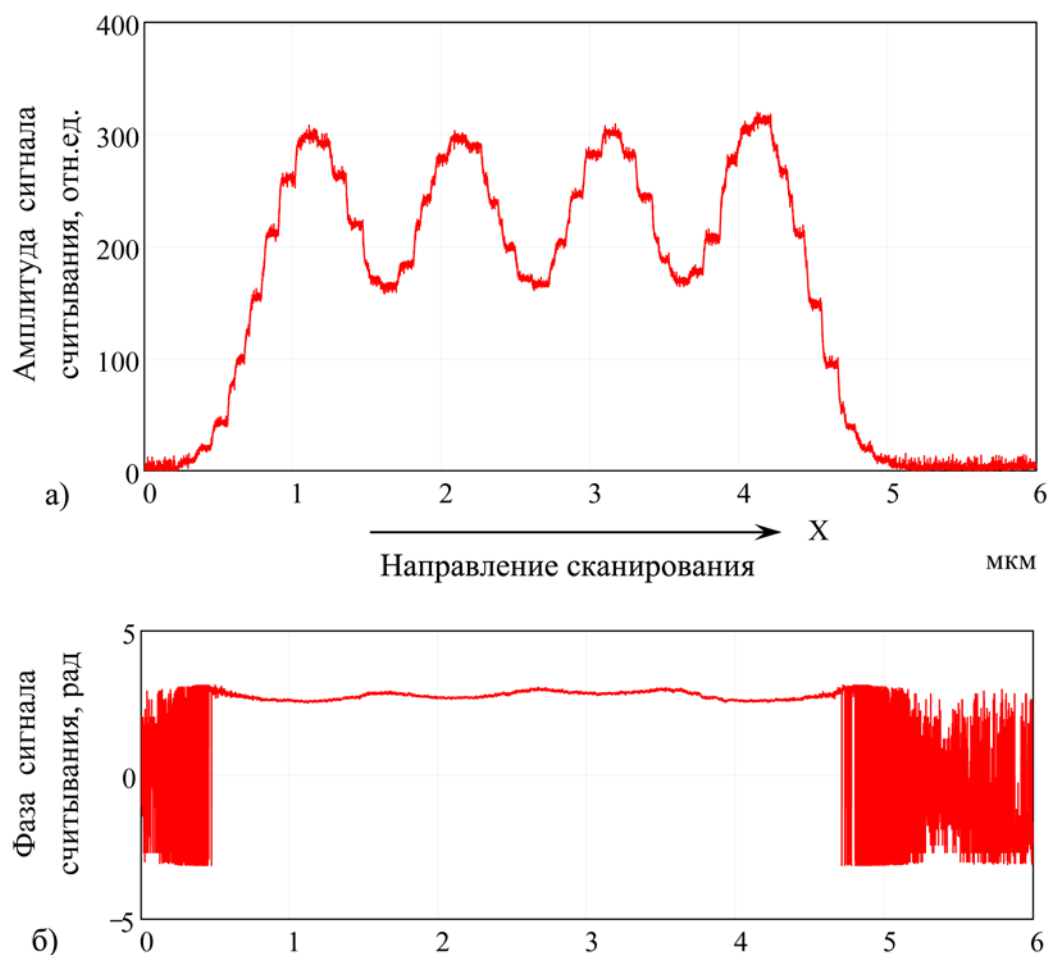 400
300
200
100
0
Амплитуда сигнала
считывания, отн.ед.
а)
0 1 2 3 4 5 6
X
Направление сканирования
мкм
5
0
−5
Фаза сигнала
считывания, рад
б)
0 1 2 3 4 5 6